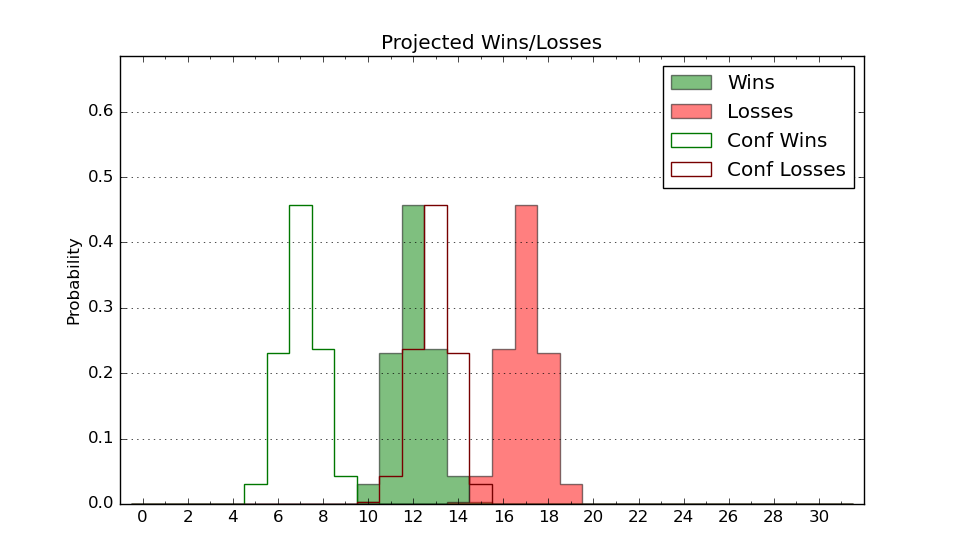 Projected Wins/Losses
Wins
Losses
Conf Wins
Conf Losses
Probability
0.6
0.5
0.4
0.3
0.2
0.1
0.0
0 2 4 6 8 10 12 14 16 18 20 22 24 26 28 30